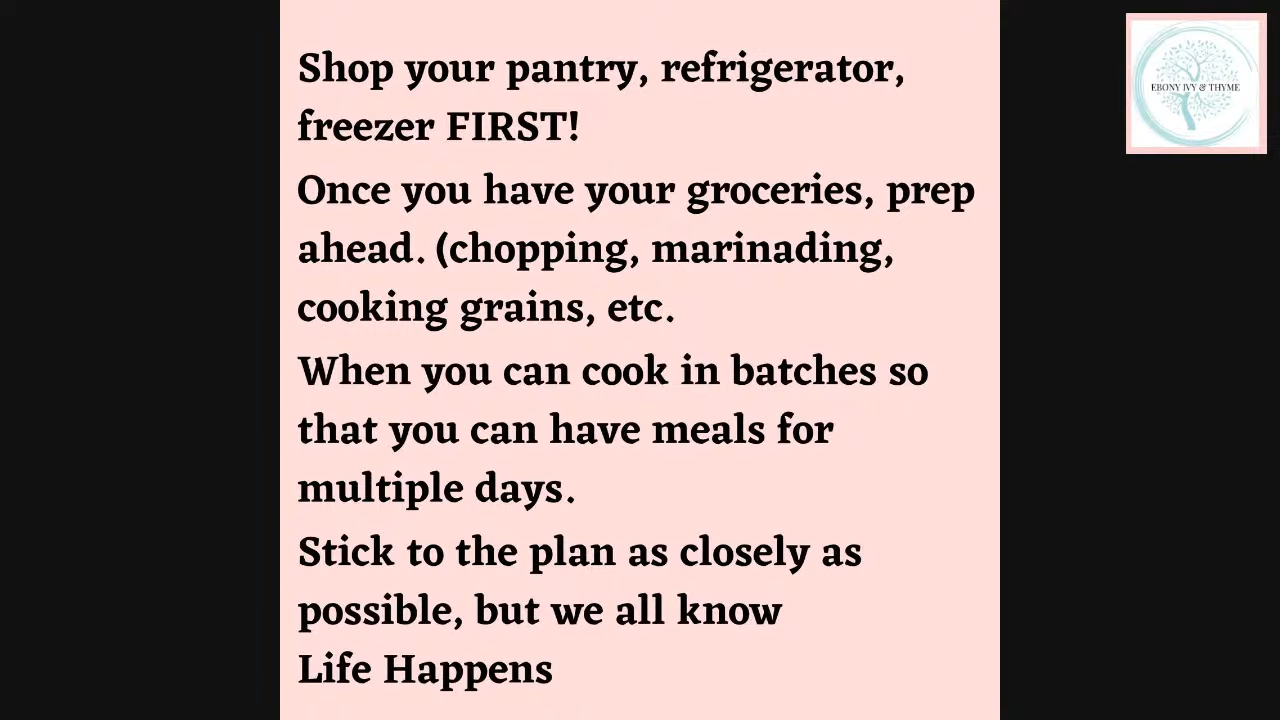 Shop your pantry, refrigerator,
freezer FIRST!
Once you have your groceries, prep
ahead. (chopping, marinading,
cooking grains, etc.
When you can cook in batches so
that you can have meals for
multiple days.
Stick to the plan as closely as
possible, but we all know
Life Happens
EBONY IVY & THYME